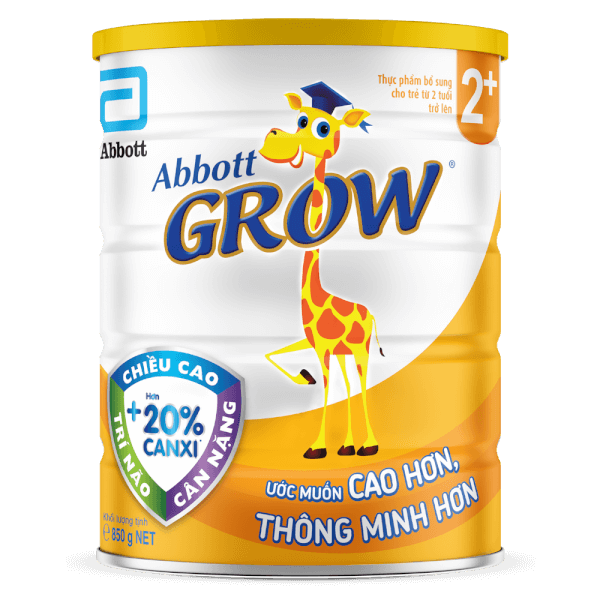 Abbott
Thực phẩm bổ sung
cho trẻ từ 2 tuổi
trở lên
2+
Abbott
GROW®
CHIỀU CAO
TRÍ NÃO
CÂN NẶNG
Hơn
+20%
CANXI*
Khối lượng tịnh
℮ 850 g NET
ƯỚC MUỐN CAO HƠN,
THÔNG MINH HƠN